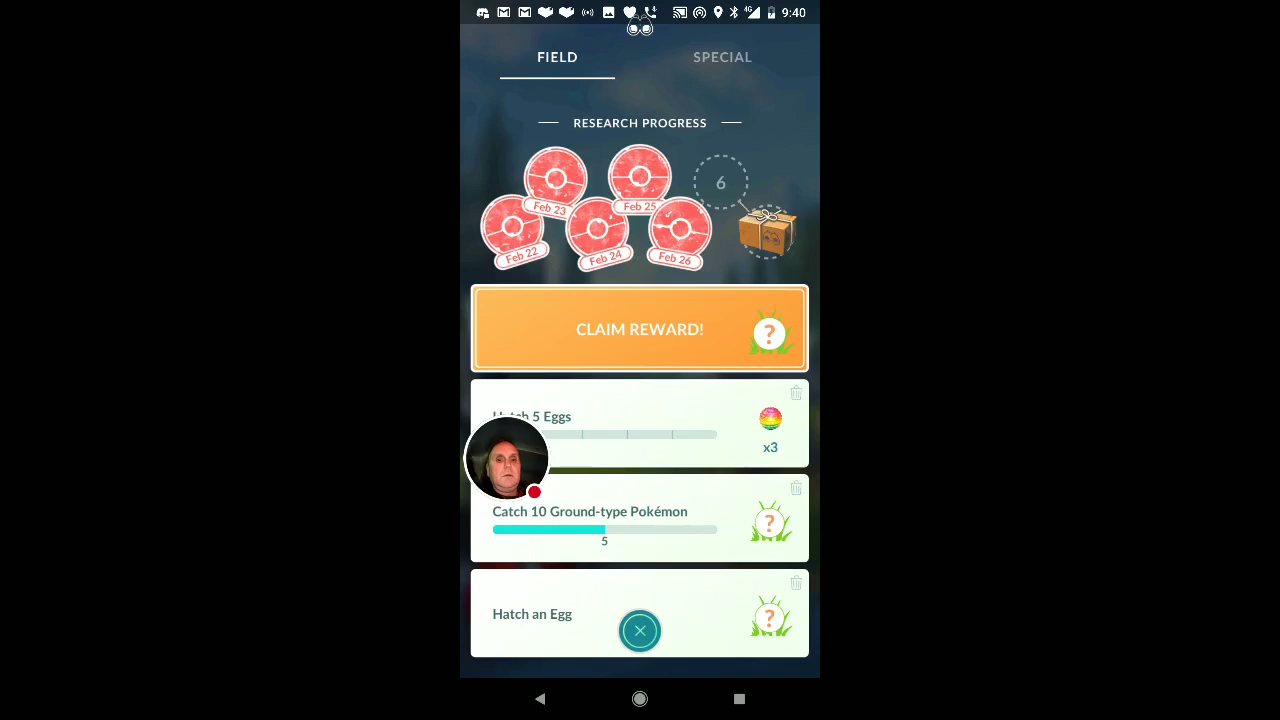 4G 9:40
FIELD SPECIAL
RESEARCH PROGRESS
Feb 22 Feb 23 Feb 24 Feb 25 Feb 26 6
CLAIM REWARD! ?
5 Eggs
x3
Catch 10 Ground-type Pokémon ?
5
Hatch an Egg ?